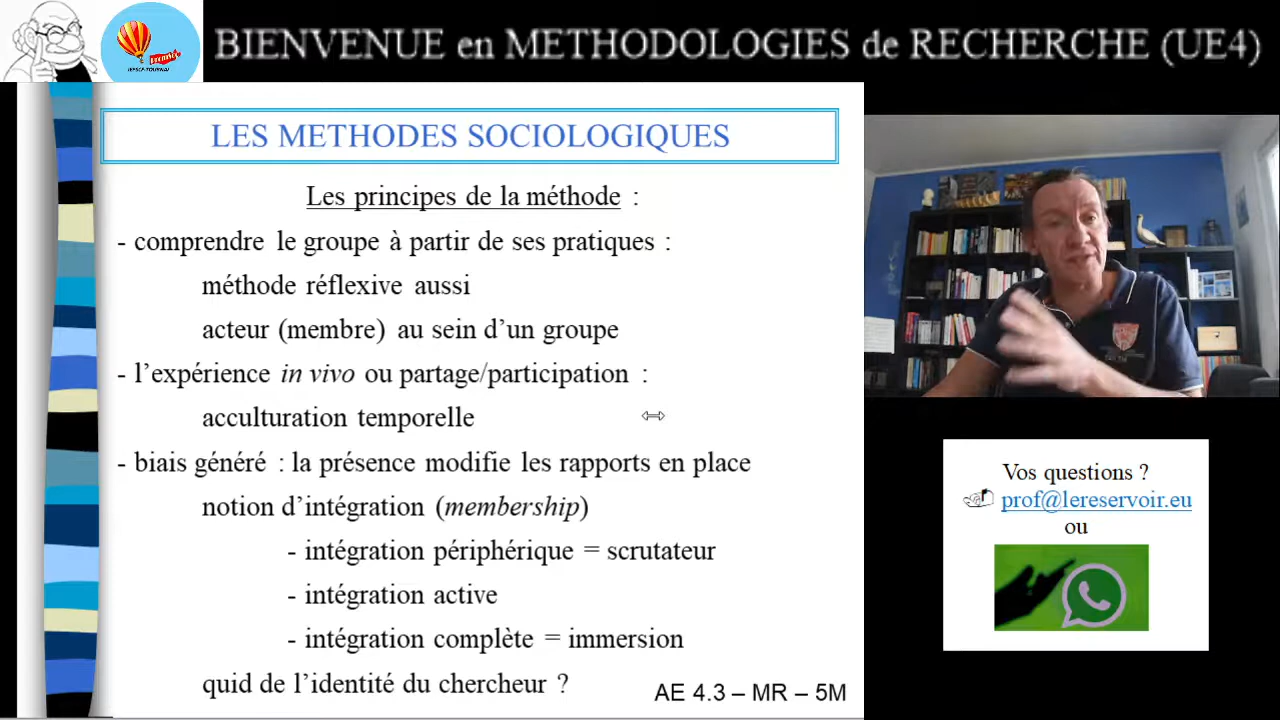 BIENVENUE en METHODOLOGIES de RECHERCHE (UE4)
IEFSCF-TOURNAI
LES METHODES SOCIOLOGIQUES
Les principes de la méthode :
- comprendre le groupe à partir de ses pratiques :
méthode réflexive aussi
acteur (membre) au sein d’un groupe
- l’expérience in vivo ou partage/participation :
acculturation temporelle
- biais généré : la présence modifie les rapports en place
notion d’intégration (membership)
- intégration périphérique = scrutateur
- intégration active
- intégration complète = immersion
quid de l’identité du chercheur ?
AE 4.3 – MR – 5M
Vos questions ?
prof@lereservoir.eu
ou